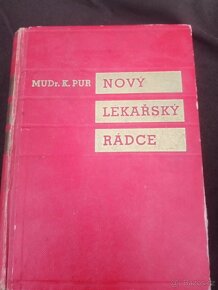 MUDr. K. PUR NOVÝ
LEKAŘSKÝ
RÁDCE